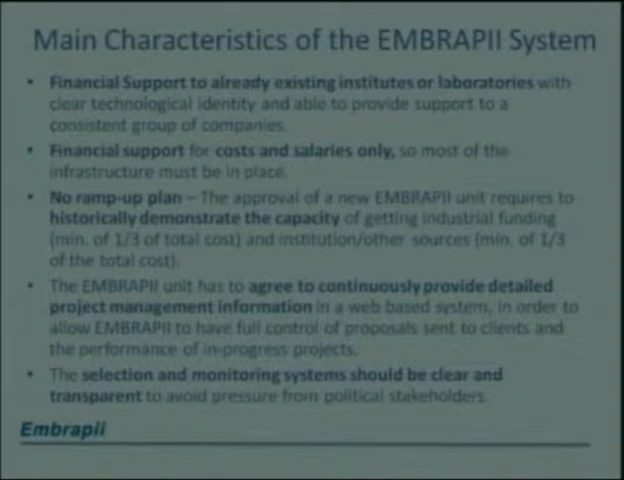 Main Characteristics of the EMBRAPII System
• Financial Support to already existing institutes or laboratories with
clear technological identity and able to provide support to a
consistent group of companies.
• Financial support for costs and salaries only, so most of the
infrastructure must be in place.
• No ramp-up plan – The approval of a new EMBRAPII unit requires to
historically demonstrate the capacity of getting industrial funding
(min. of 1/3 of total cost) and institution/other sources (min. of 1/3
of the total cost).
• The EMBRAPII unit has to agree to continuously provide detailed
project management information in a web based system, in order to
allow EMBRAPII to have full control of proposals sent to clients and
the performance of in-progress projects.
• The selection and monitoring systems should be clear and
transparent to avoid pressure from political stakeholders.
Embrapii